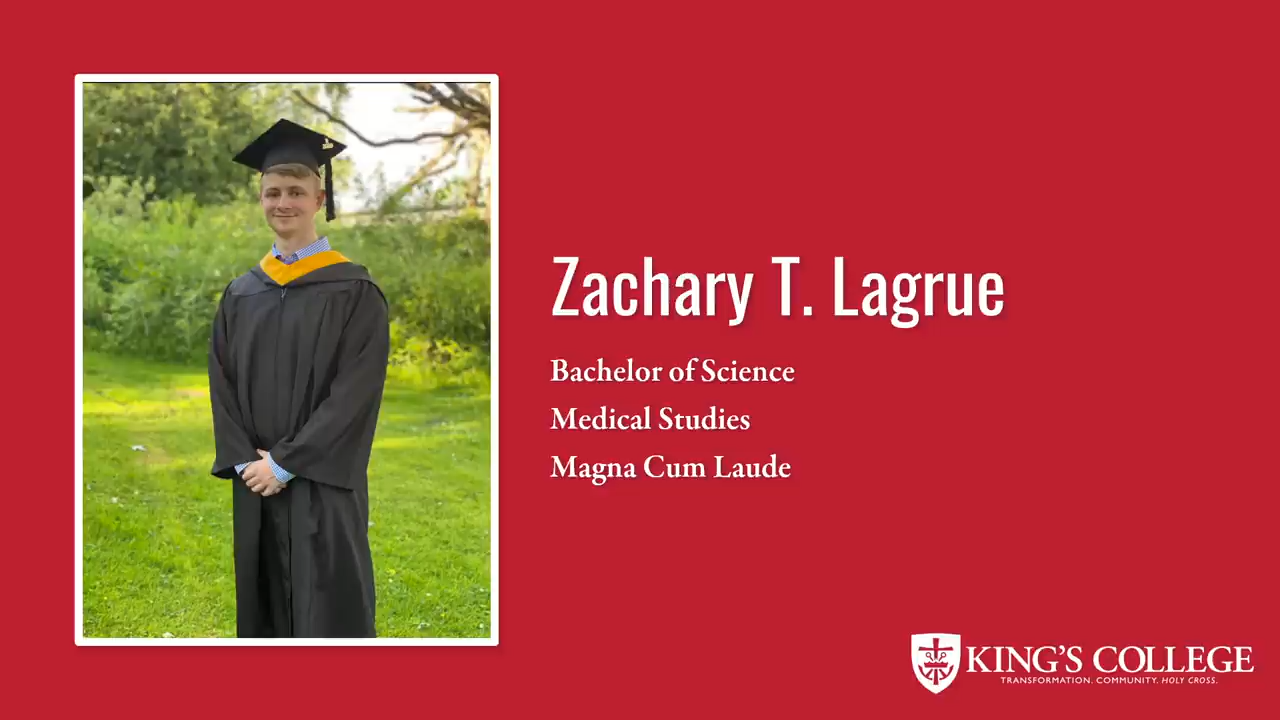 Zachary T. Lagrue
Bachelor of Science
Medical Studies
Magna Cum Laude
KING'S COLLEGE
TRANSFORMATION. COMMUNITY. HOLY CROSS.